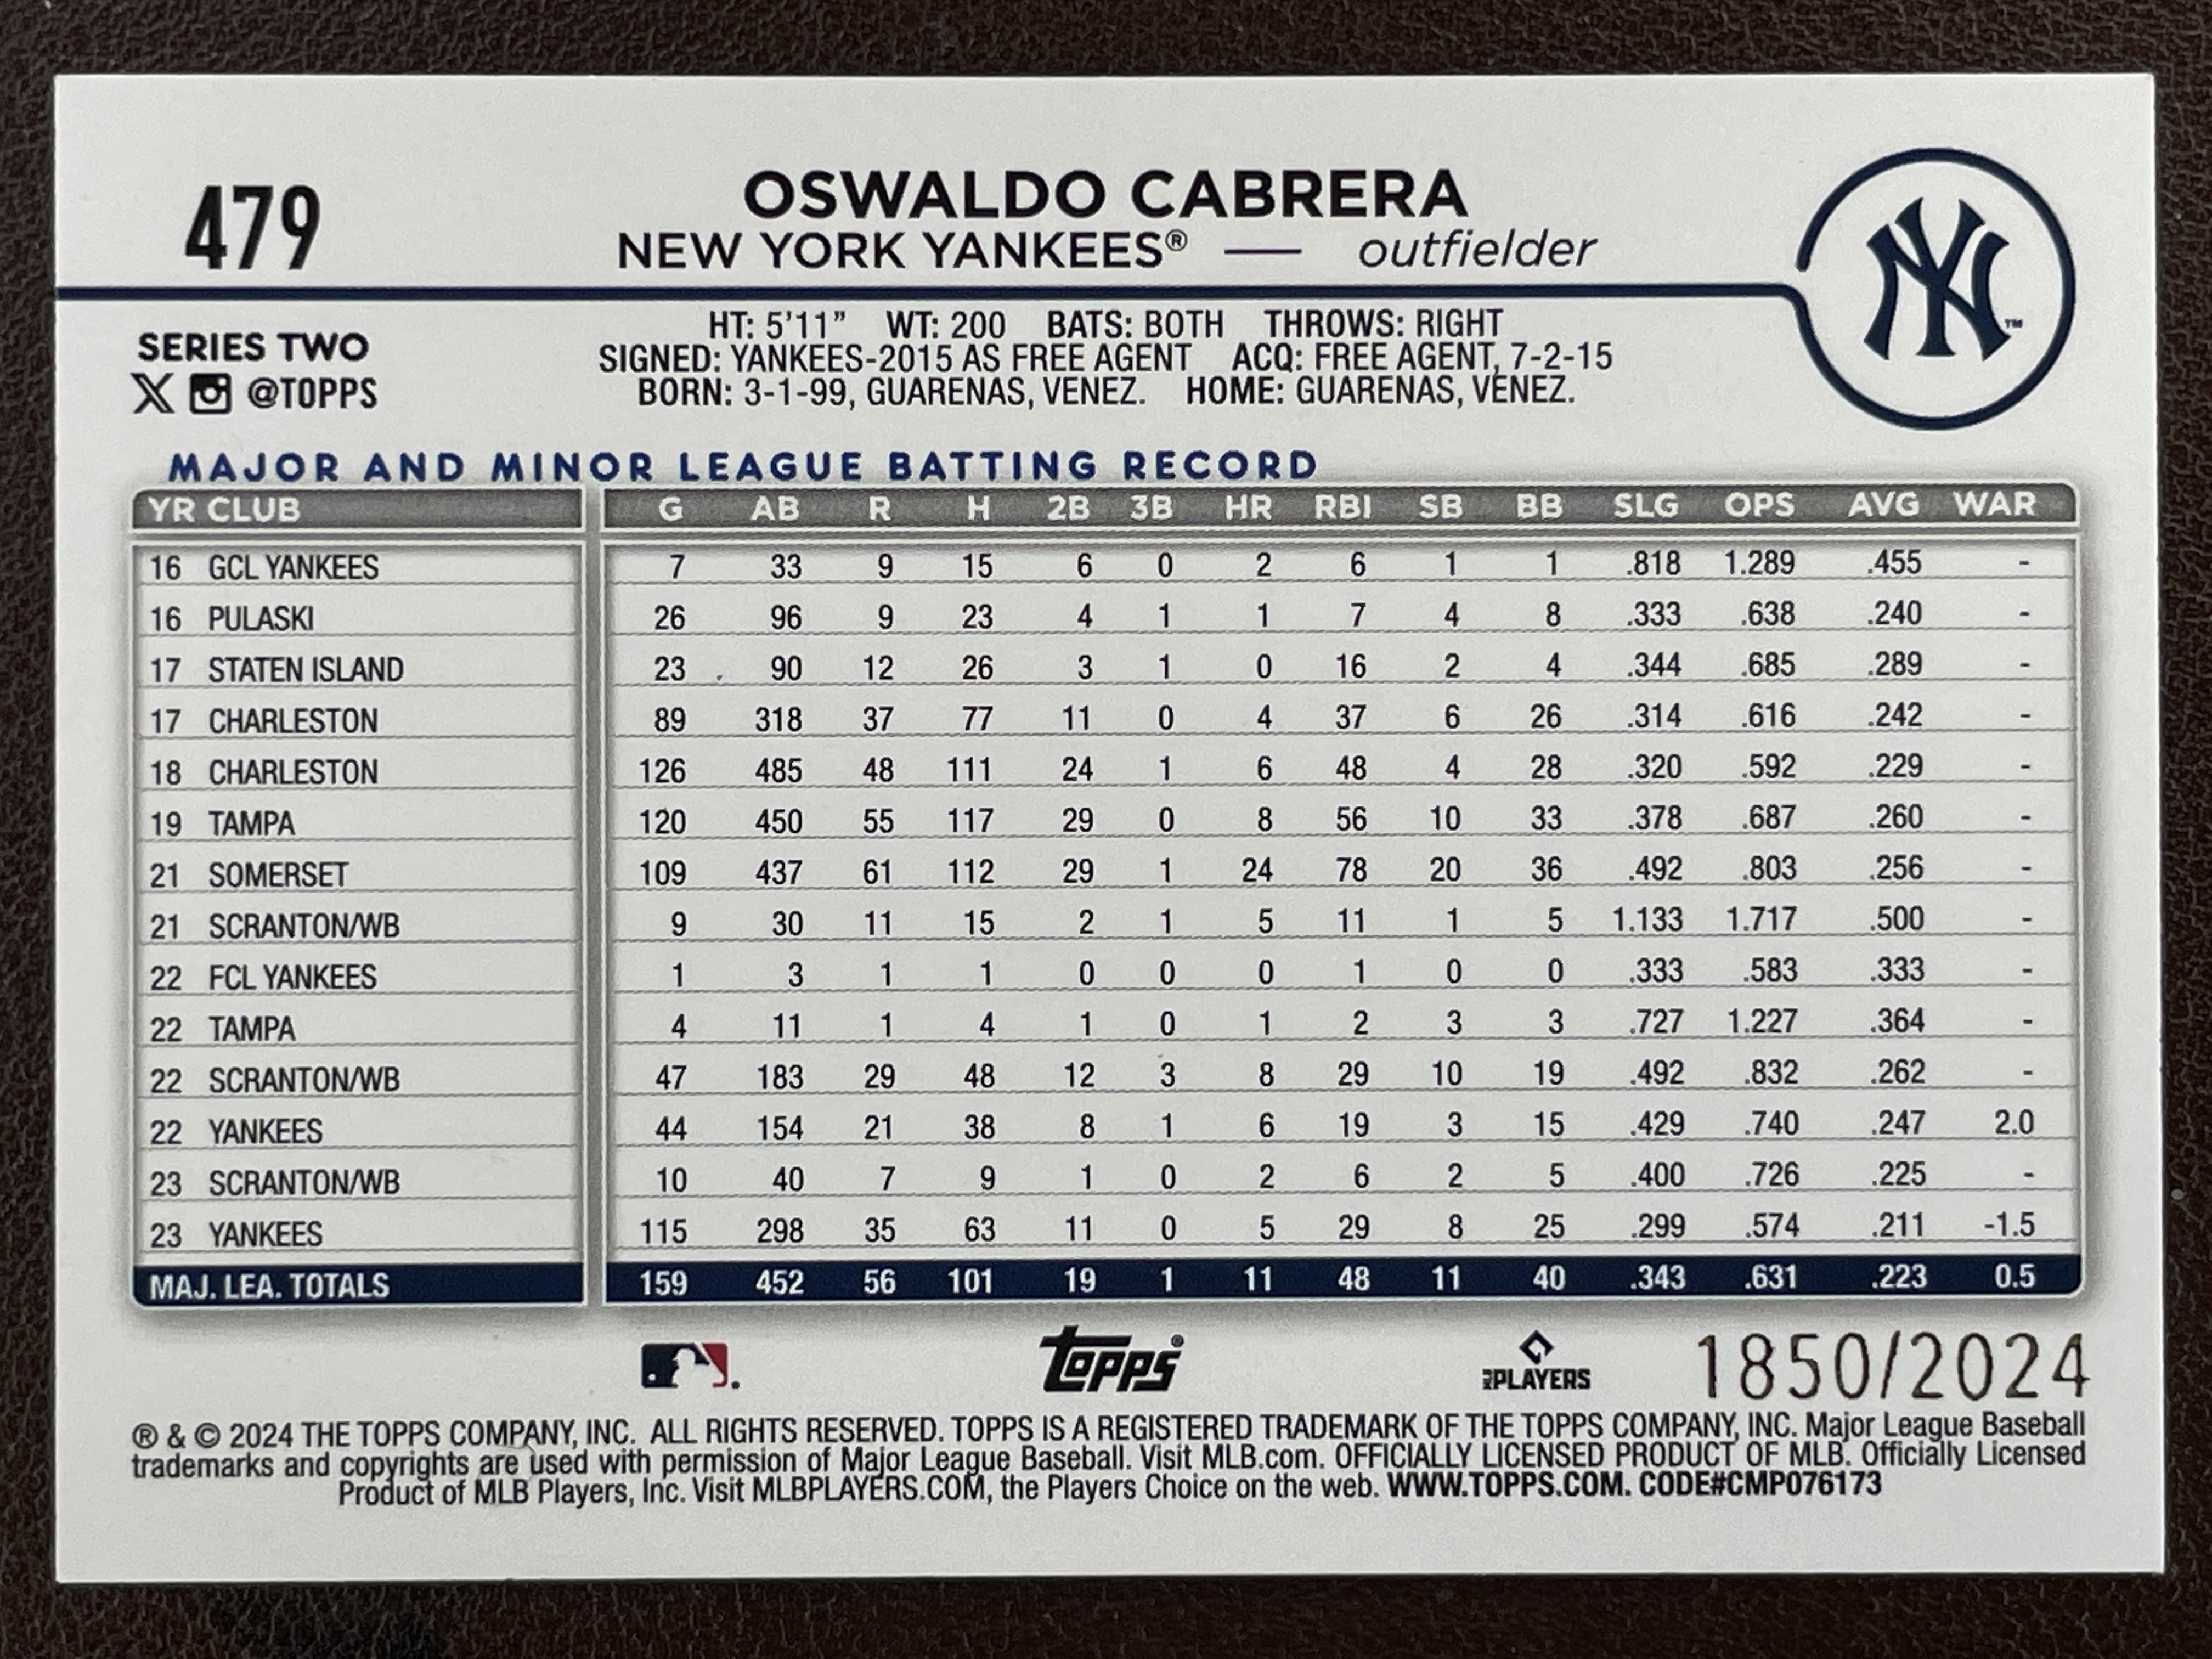 479
OSWALDO CABRERA
NEW YORK YANKEES® — outfielder
NY™
SERIES TWO
X @TOPPS
HT: 5'11” WT: 200 BATS: BOTH THROWS: RIGHT
SIGNED: YANKEES-2015 AS FREE AGENT ACQ: FREE AGENT, 7-2-15
BORN: 3-1-99, GUARENAS, VENEZ. HOME: GUARENAS, VENEZ.
MAJOR AND MINOR LEAGUE BATTING RECORD
YR CLUB G AB R H 2B 3B HR RBI SB BB SLG OPS AVG WAR
16 GCL YANKEES 7 33 9 15 6 0 2 6 1 1 .818 1.289 .455 -
16 PULASKI 26 96 9 23 4 1 1 7 4 8 .333 .638 .240 -
17 STATEN ISLAND 23 90 12 26 3 1 0 16 2 4 .344 .685 .289 -
17 CHARLESTON 89 318 37 77 11 0 4 37 6 26 .314 .616 .242 -
18 CHARLESTON 126 485 48 111 24 1 6 48 4 28 .320 .592 .229 -
19 TAMPA 120 450 55 117 29 0 8 56 10 33 .378 .687 .260 -
21 SOMERSET 109 437 61 112 29 1 24 78 20 36 .492 .803 .256 -
21 SCRANTON/WB 9 30 11 15 2 1 5 11 1 5 1.133 1.717 .500 -
22 FCL YANKEES 1 3 1 1 0 0 0 1 0 0 .333 .583 .333 -
22 TAMPA 4 11 1 4 1 0 1 2 3 3 .727 1.227 .364 -
22 SCRANTON/WB 47 183 29 48 12 3 8 29 10 19 .492 .832 .262 -
22 YANKEES 44 154 21 38 8 1 6 19 3 15 .429 .740 .247 2.0
23 SCRANTON/WB 10 40 7 9 1 0 2 6 2 5 .400 .726 .225 -
23 YANKEES 115 298 35 63 11 0 5 29 8 25 .299 .574 .211 -1.5
MAJ. LEA. TOTALS 159 452 56 101 19 1 11 48 11 40 .343 .631 .223 0.5
topps® PLAYERS 1850/2024
® & © 2024 THE TOPPS COMPANY, INC. ALL RIGHTS RESERVED. TOPPS IS A REGISTERED TRADEMARK OF THE TOPPS COMPANY, INC. Major League Baseball
trademarks and copyrights are used with permission of Major League Baseball. Visit MLB.com. OFFICIALLY LICENSED PRODUCT OF MLB. Officially Licensed
Product of MLB Players, Inc. Visit MLBPLAYERS.COM, the Players Choice on the web. WWW.TOPPS.COM. CODE#CMP076173